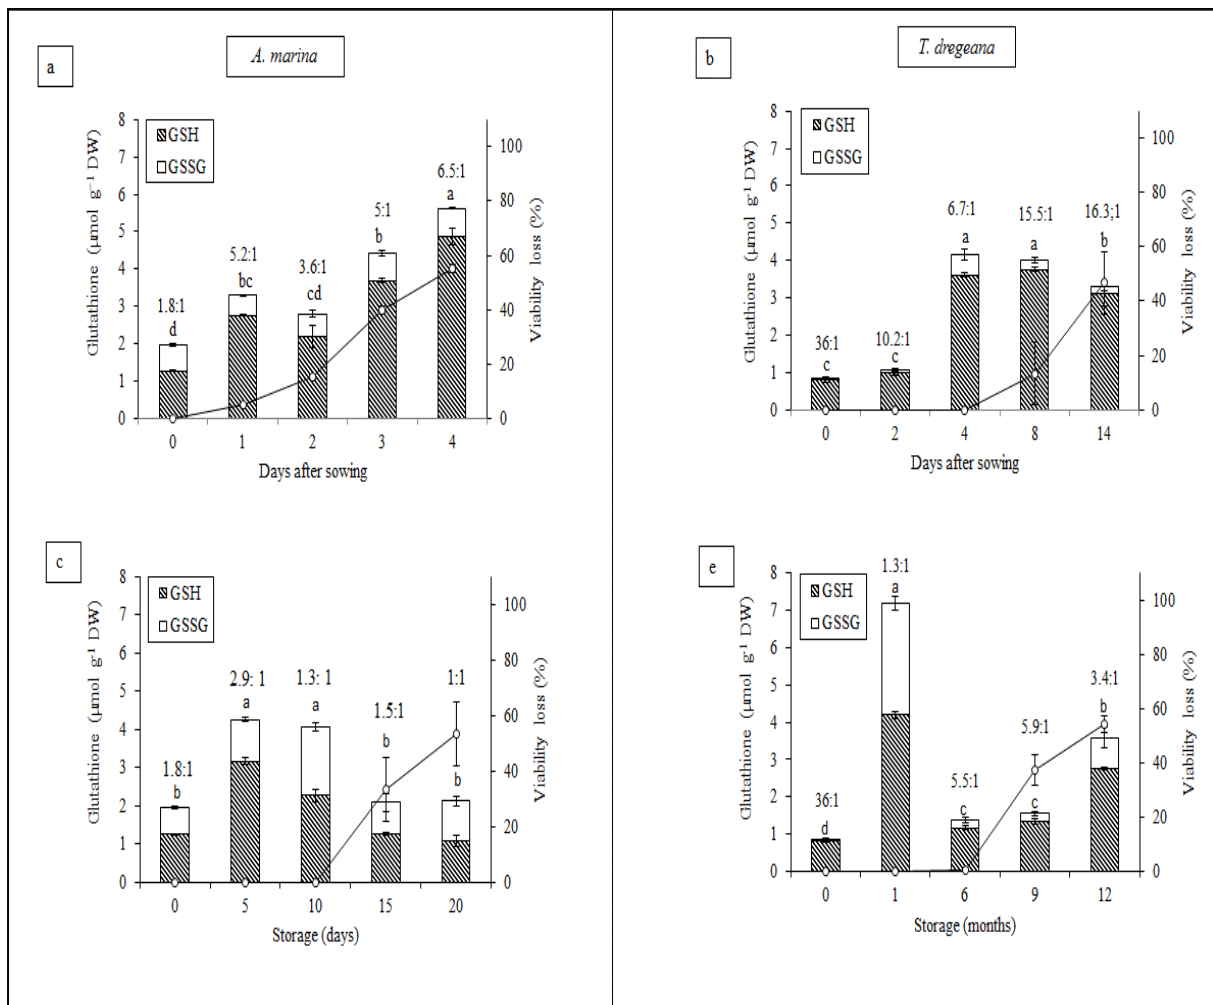 a
A. marina
Glutathione (µmol g⁻¹ DW)
8
7
6
5
4
3
2
1
0
GSH
GSSG
1.8:1
d
5.2:1
bc
3.6:1
cd
5:1
b
6.5:1
a
100
80
60
40
20
0
Viability loss (%)
0 1 2 3 4
Days after sowing
b
T. dregeana
Glutathione (µmol g⁻¹ DW)
8
7
6
5
4
3
2
1
0
GSH
GSSG
36:1
c
10.2:1
c
6.7:1
a
15.5:1
a
16.3;1
b
100
80
60
40
20
0
Viability loss (%)
0 2 4 8 14
Days after sowing
c
Glutathione (µmol g⁻¹ DW)
8
7
6
5
4
3
2
1
0
GSH
GSSG
1.8:1
b
2.9: 1
a
1.3: 1
a
1.5:1
b
1:1
b
100
80
60
40
20
0
Viability loss (%)
0 5 10 15 20
Storage (days)
e
Glutathione (µmol g⁻¹ DW)
8
7
6
5
4
3
2
1
0
GSH
GSSG
36:1
d
1.3:1
a
5.5:1
c
5.9:1
c
3.4:1
b
100
80
60
40
20
0
Viability loss (%)
0 1 6 9 12
Storage (months)